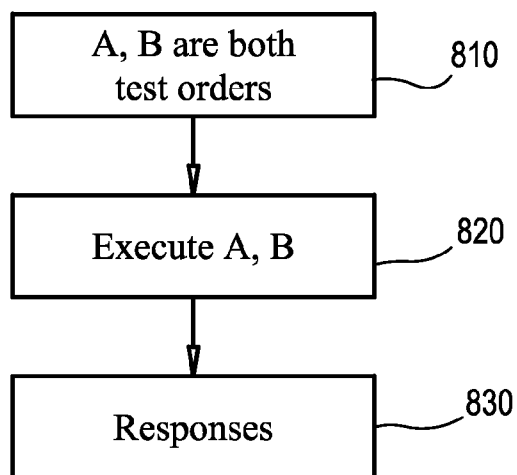 A, B are both
test orders
810
Execute A, B
820
Responses
830